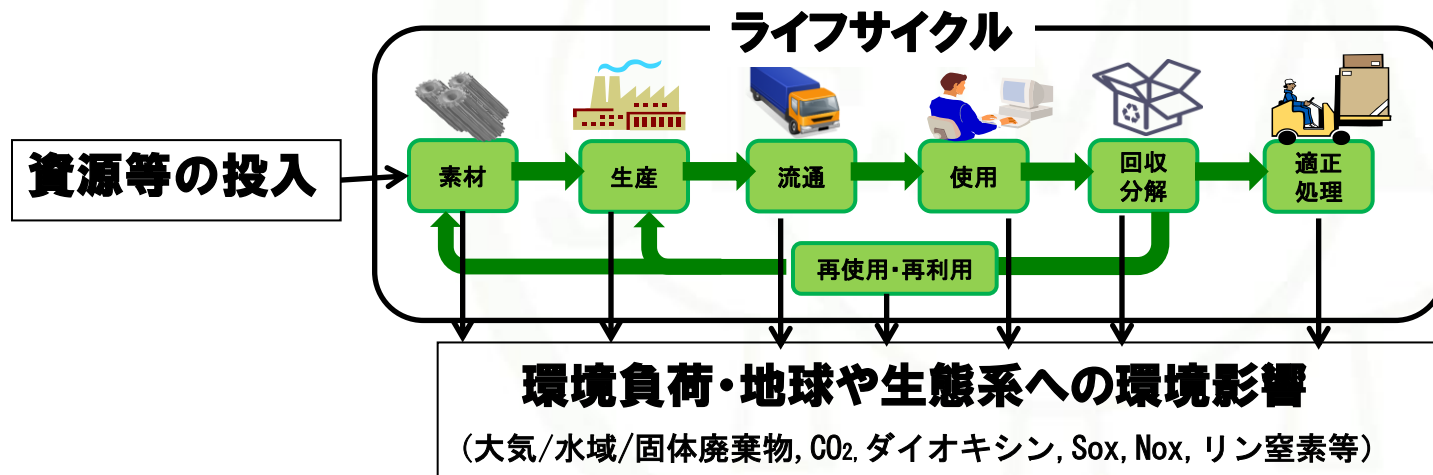 ライフサイクル
資源等の投入
素材
生産
流通
使用
回収
分解
適正
処理
再使用・再利用
環境負荷・地球や生態系への環境影響
(大気/水域/固体廃棄物, CO₂, ダイオキシン, Sox, Nox, リン窒素等)